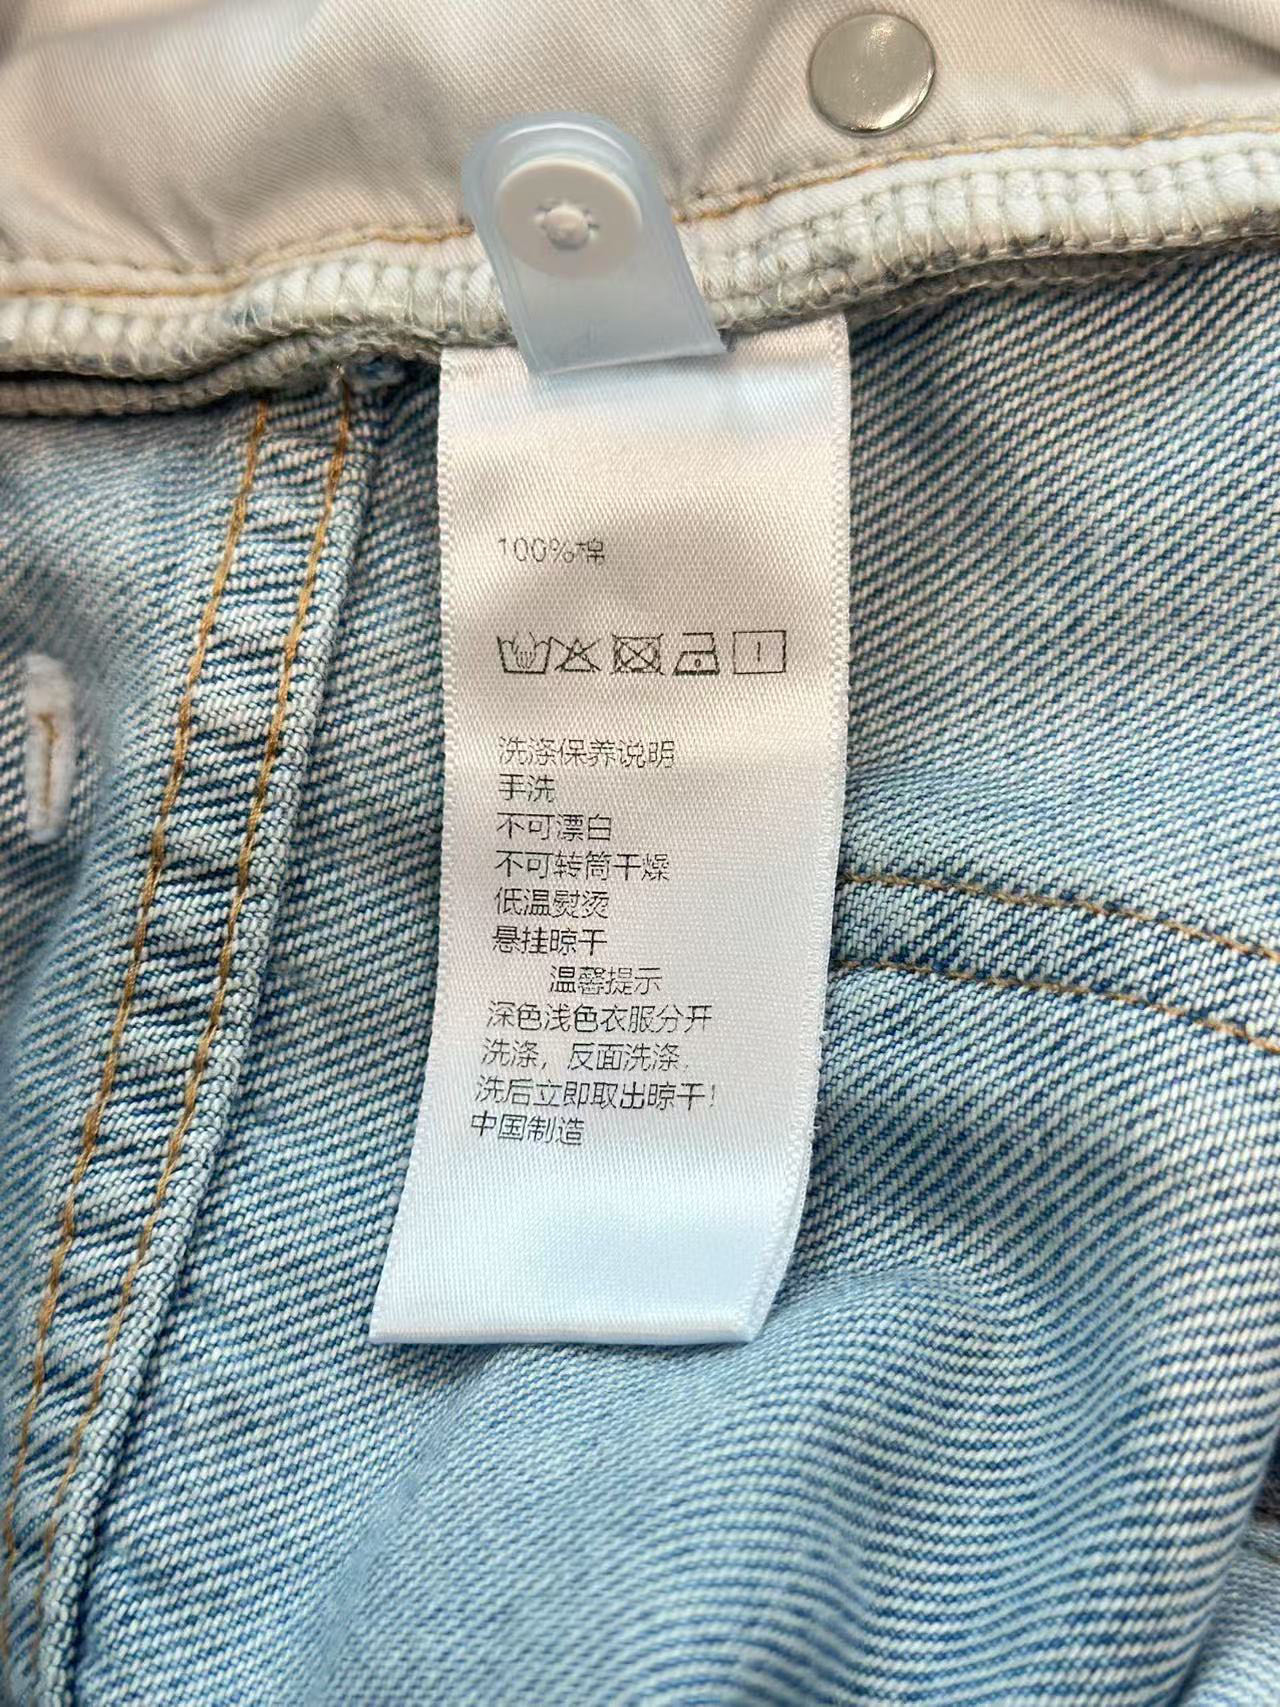 100%棉
洗涤保养说明
手洗
不可漂白
不可转筒干燥
低温熨烫
悬挂晾干
温馨提示
深色浅色衣服分开
洗涤，反面洗涤，
洗后立即取出晾干！
中国制造